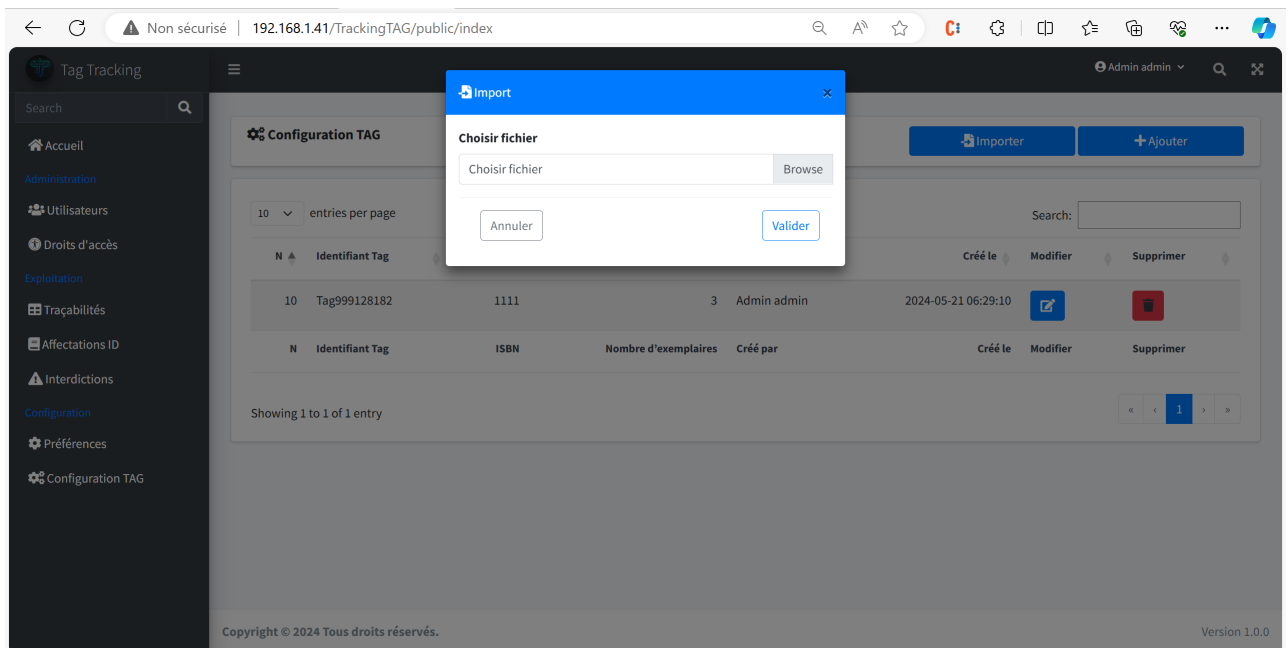 Non sécurisé | 192.168.1.41/TrackingTAG/public/index
Tag Tracking
Admin admin
Search
Import
×
Configuration TAG
Importer
Ajouter
Choisir fichier
Choisir fichier
Browse
Annuler
Valider
Accueil
Administration
Utilisateurs
Droits d'accès
Exploitation
Traçabilités
Affectations ID
Interdictions
Configuration
Préférences
Configuration TAG
10 entries per page
Search:
N Identifiant Tag Créé le Modifier Supprimer
10 Tag999128182 1111 3 Admin admin 2024-05-21 06:29:10
N Identifiant Tag ISBN Nombre d'exemplaires Créé par Créé le Modifier Supprimer
Showing 1 to 1 of 1 entry
« ‹ 1 › »
Copyright © 2024 Tous droits réservés.
Version 1.0.0